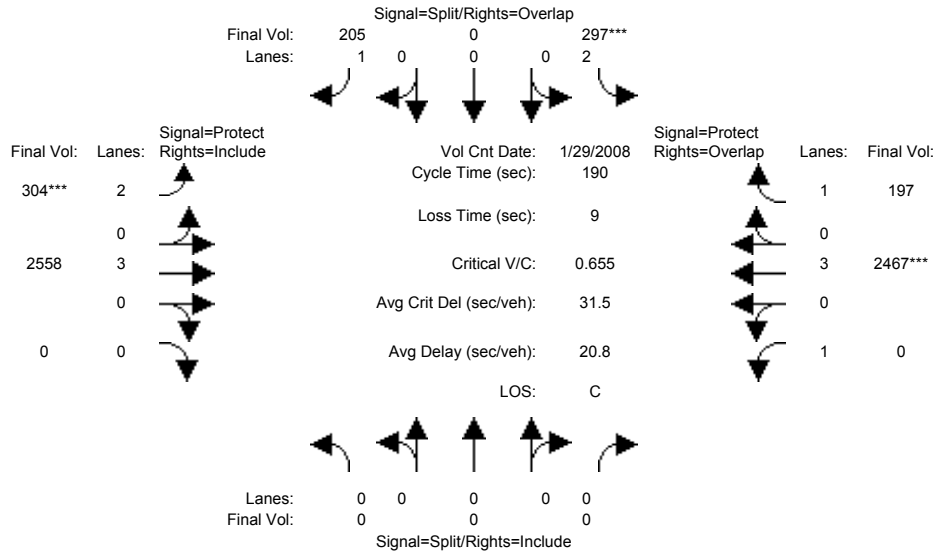 Signal=Split/Rights=Overlap
Final Vol: 205 0 297***
Lanes: 1 0 0 0 2
Signal=Protect
Final Vol: Lanes: Rights=Include
Vol Cnt Date: 1/29/2008
Signal=Protect
Rights=Overlap Lanes: Final Vol:
Cycle Time (sec): 190
304*** 2
1 197
Loss Time (sec): 9
0
0
2558 3
Critical V/C: 0.655
3 2467***
0
Avg Crit Del (sec/veh): 31.5
0
0 0
Avg Delay (sec/veh): 20.8
1 0
LOS: C
Lanes: 0 0 0 0 0
Final Vol: 0 0 0
Signal=Split/Rights=Include